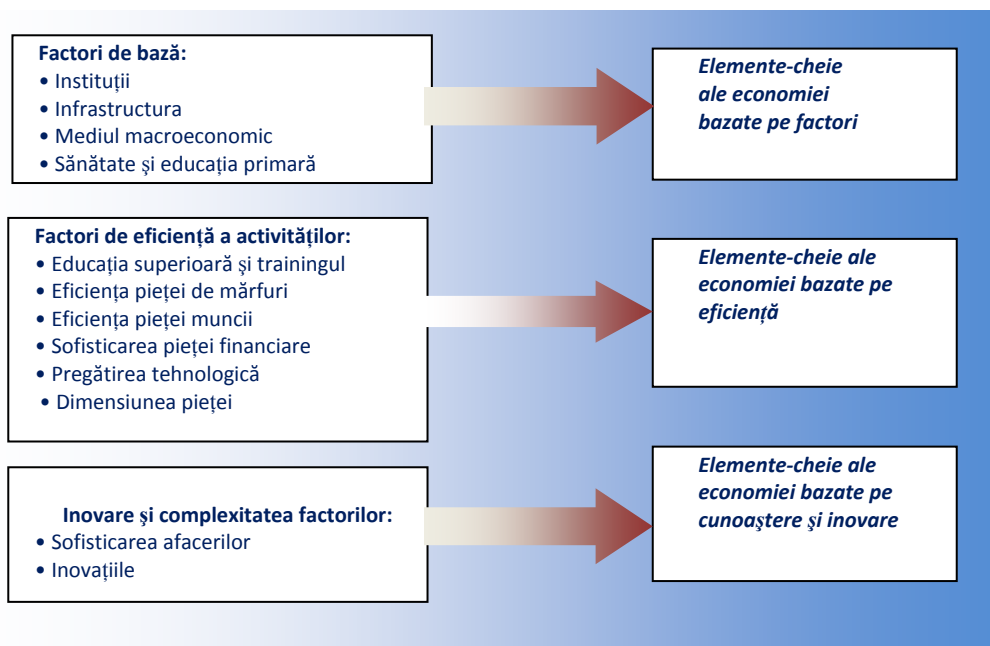 Factori de bază:
• Instituţii
• Infrastructura
• Mediul macroeconomic
• Sănătate şi educaţia primară
Elemente-cheie
ale economiei
bazate pe factori
Factori de eficienţă a activităţilor:
• Educaţia superioară şi trainingul
• Eficienţa pieţei de mărfuri
• Eficienţa pieţei muncii
• Sofisticarea pieţei financiare
• Pregătirea tehnologică
• Dimensiunea pieţei
Elemente-cheie ale
economiei bazate pe
eficienţă
Inovare şi complexitatea factorilor:
• Sofisticarea afacerilor
• Inovaţiile
Elemente-cheie ale
economiei bazate pe
cunoaştere şi inovare